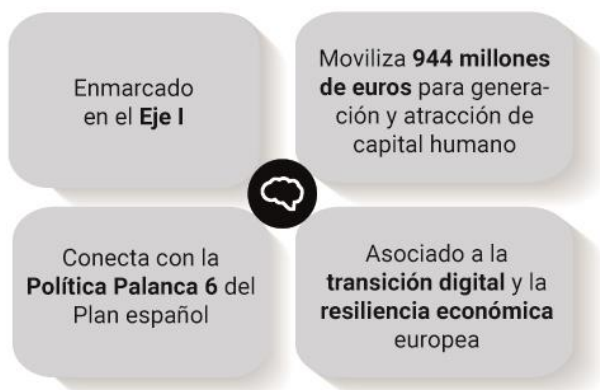 Enmarcado
en el Eje I
Moviliza 944 millones
de euros para genera-
ción y atracción de
capital humano
Conecta con la
Política Palanca 6 del
Plan español
Asociado a la
transición digital y la
resiliencia económica
europea